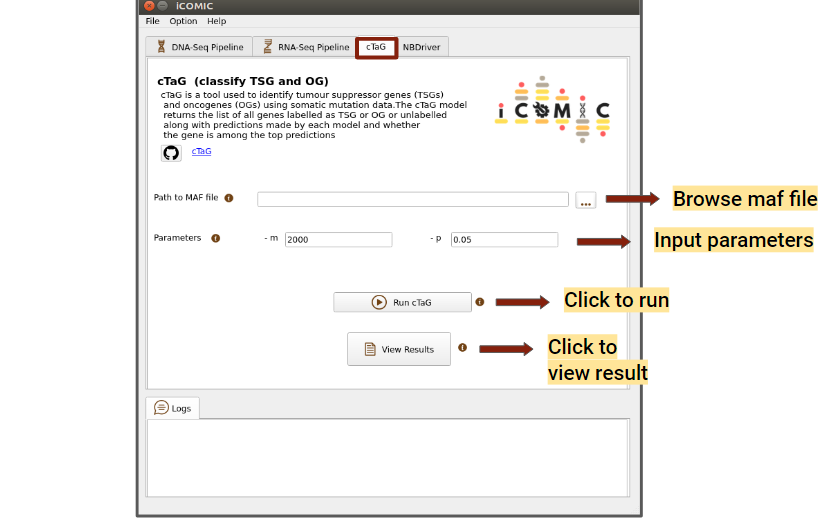 iCOMIC
File Option Help
DNA-Seq Pipeline RNA-Seq Pipeline cTaG NBDriver
cTaG (classify TSG and OG)
cTaG is a tool used to identify tumour suppressor genes (TSGs)
and oncogenes (OGs) using somatic mutation data.The cTaG model
returns the list of all genes labelled as TSG or OG or unlabelled
along with predictions made by each model and whether
the gene is among the top predictions
iCOMIC
cTaG
Path to MAF file i ... Browse maf file
Parameters i - m 2000 - p 0.05 Input parameters
Run cTaG i Click to run
View Results i Click to
view result
Logs